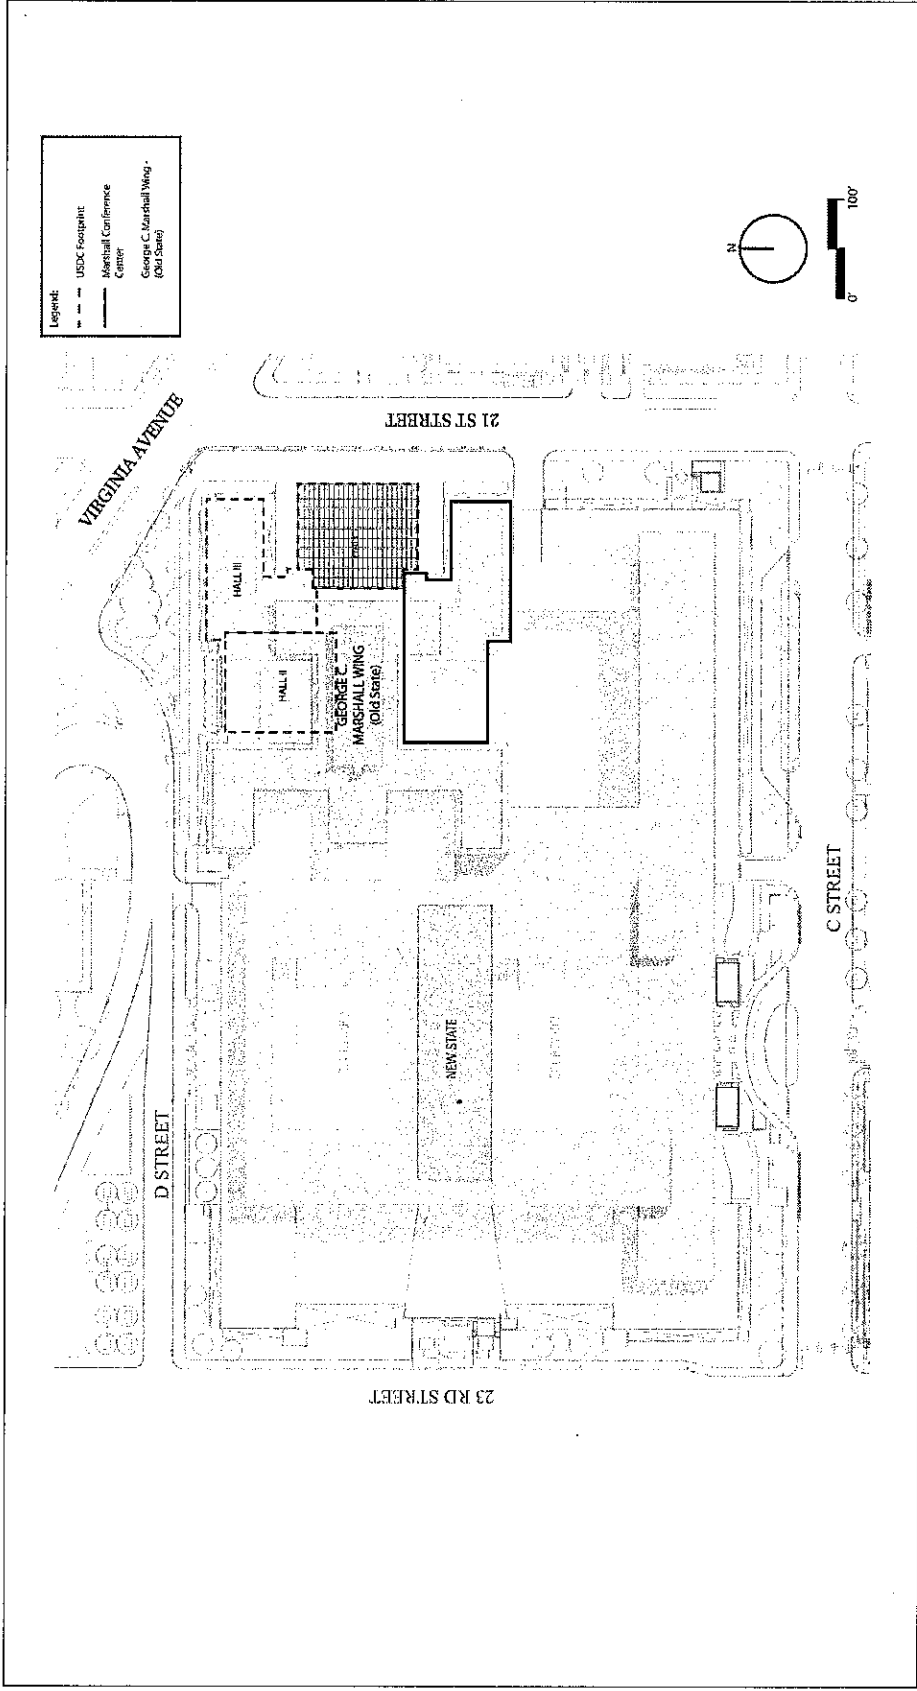 Legend:
USDC Footprint
Marshall Conference
Center
George C. Marshall Wing -
(Old State)
VIRGINIA AVENUE
21 ST STREET
HALL III
HALL II
GEORGE C.
MARSHALL WING
(Old State)
D STREET
NEW STATE
C STREET
23 RD STREET
N
0'
100'